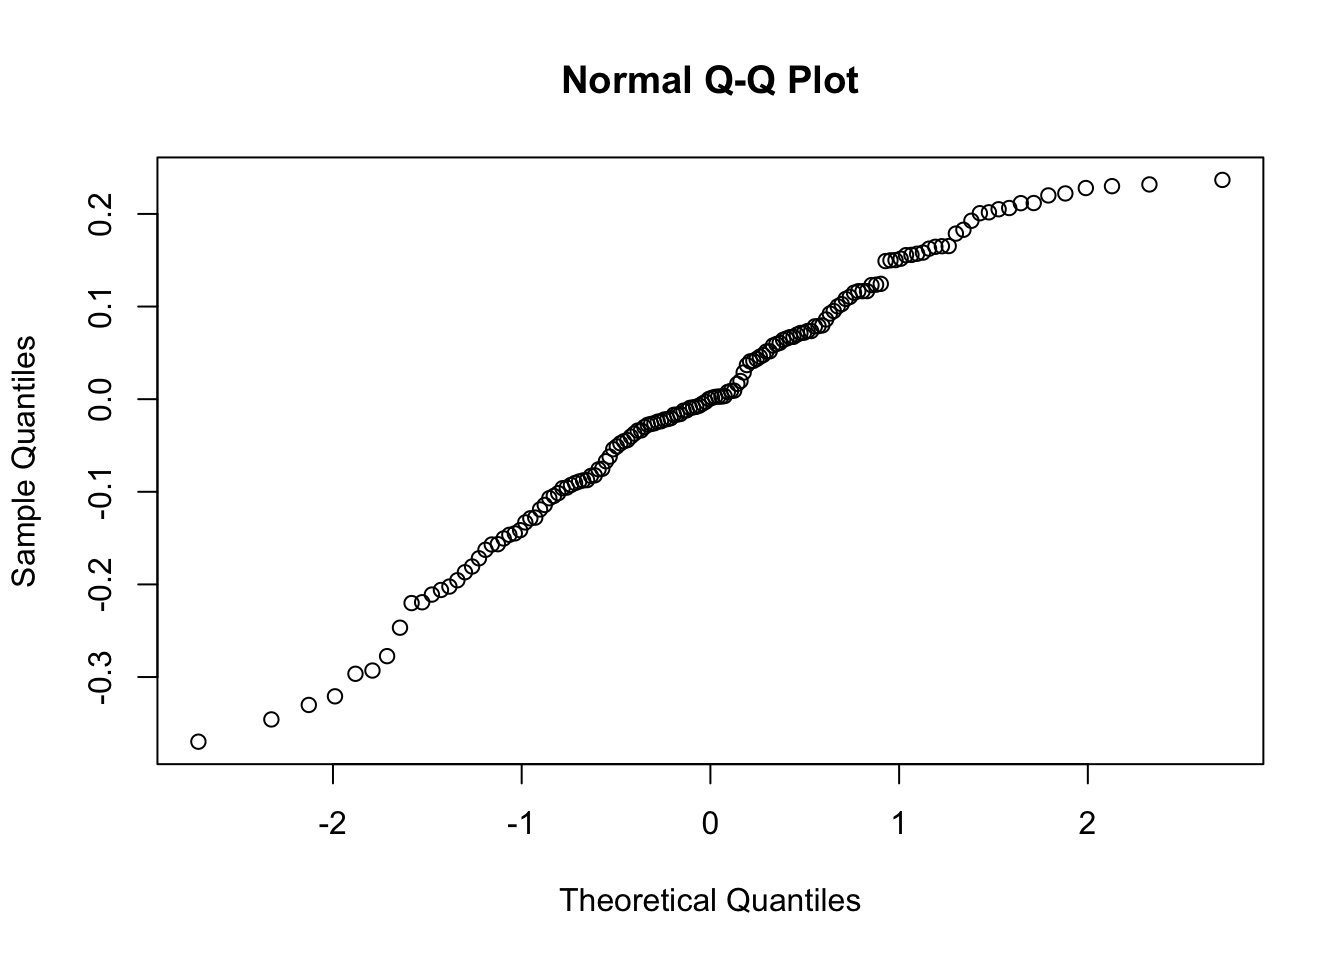 Normal Q-Q Plot
Sample Quantiles
0.2
0.1
0.0
-0.1
-0.2
-0.3
-2 -1 0 1 2
Theoretical Quantiles